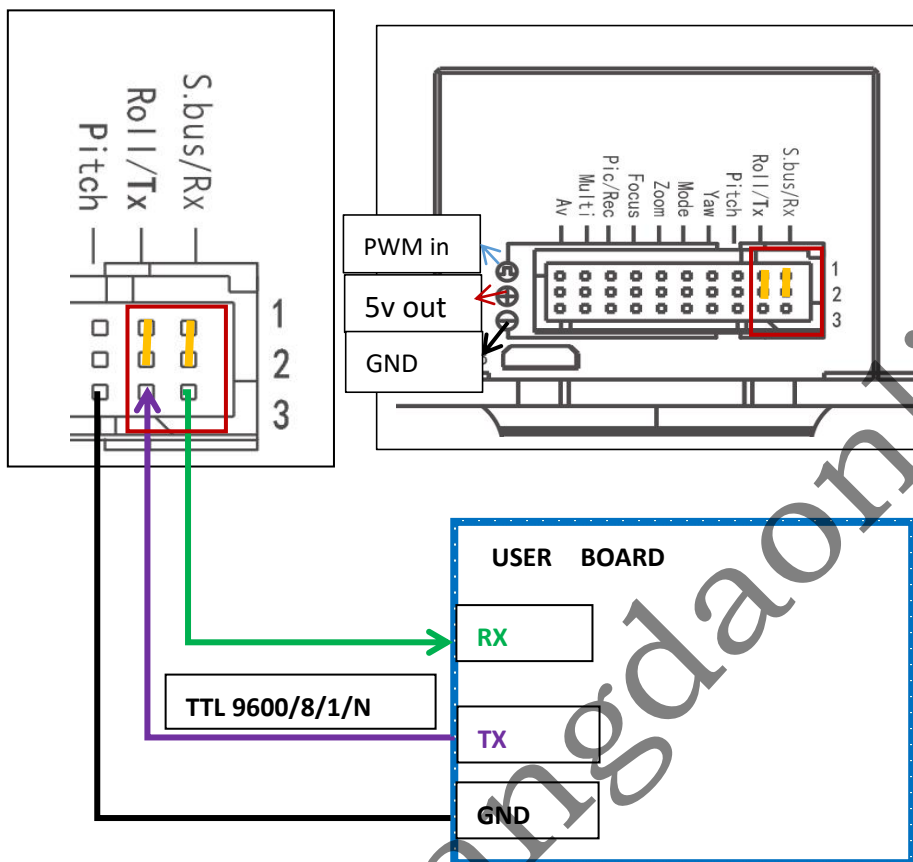 Pitch
Roll/Tx
S.bus/Rx
1
2
3
Av
Multi
Pic/Rec
Focus
Zoom
Mode
Yaw
Pitch
Roll/Tx
S.bus/Rx
1
2
3
PWM in
5v out
GND
USER BOARD
RX
TTL 9600/8/1/N
TX
GND